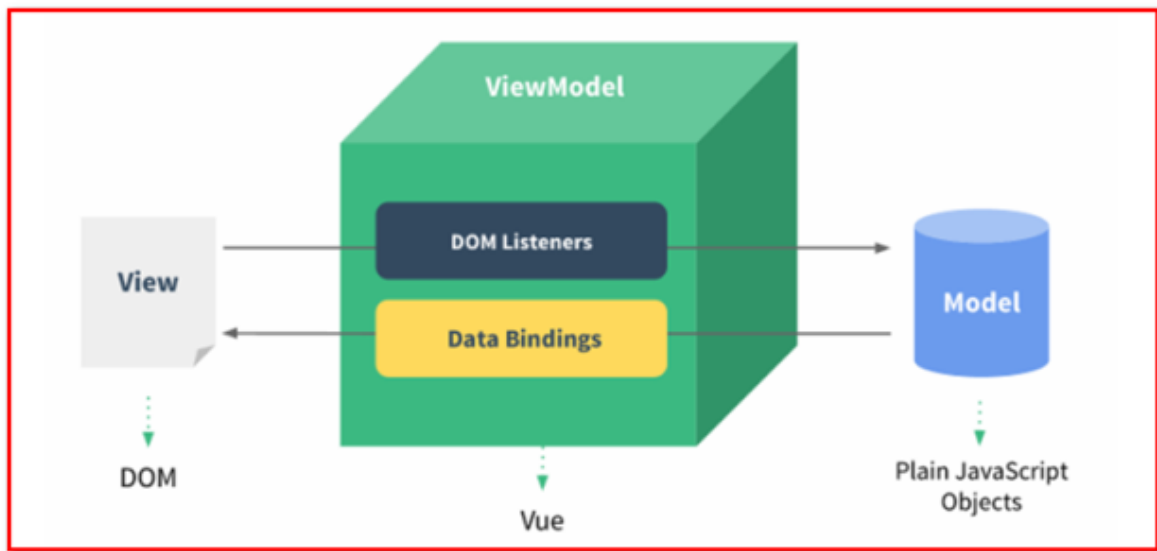 ViewModel
DOM Listeners
View
Data Bindings
Model
DOM
Vue
Plain JavaScript
Objects